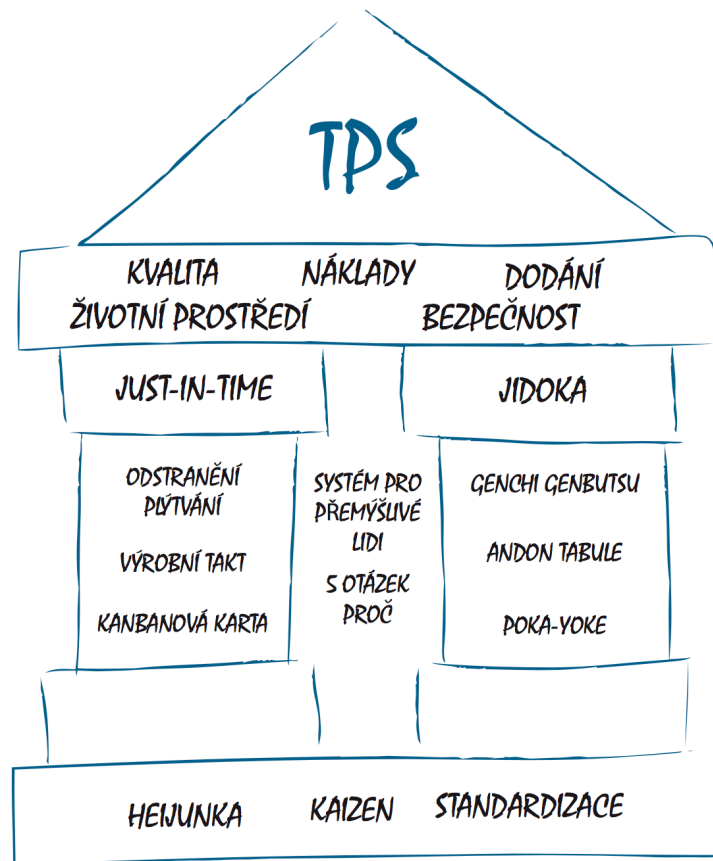 TPS
KVALITA NÁKLADY DODÁNÍ
ŽIVOTNÍ PROSTŘEDÍ BEZPEČNOST
JUST-IN-TIME
JIDOKA
ODSTRANĚNÍ
PLÝTVÁNÍ
VÝROBNÍ TAKT
KANBANOVÁ KARTA
SYSTÉM PRO
PŘEMÝŠLIVÉ
LIDI
5 OTÁZEK
PROČ
GENCHI GENBUTSU
ANDON TABULE
POKA-YOKE
HEIJUNKA KAIZEN STANDARDIZACE